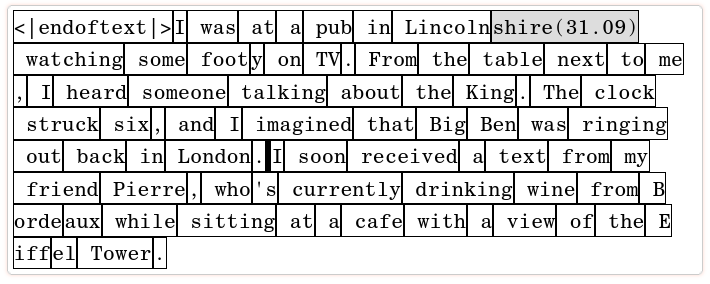 <|endoftext|>I was at a pub in Lincolnshire(31.09)
watching some footy on TV. From the table next to me
, I heard someone talking about the King. The clock
struck six, and I imagined that Big Ben was ringing
out back in London. I soon received a text from my
friend Pierre, who's currently drinking wine from B
ordeaux while sitting at a cafe with a view of the E
iffel Tower.